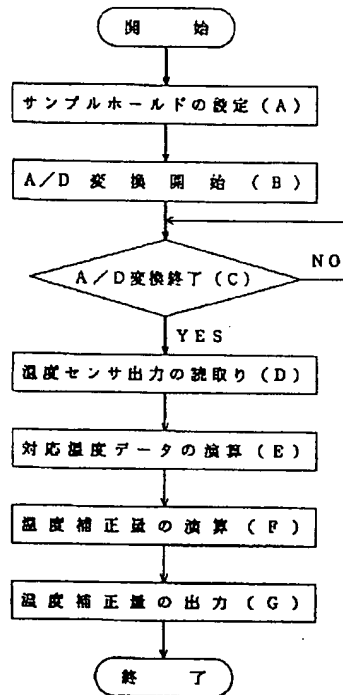 開始
サンプルホールドの設定(A)
A/D変換開始(B)
A/D変換終了(C)
NO
YES
温度センサ出力の読取り(D)
対応温度データの演算(E)
温度補正量の演算(F)
温度補正量の出力(G)
終了